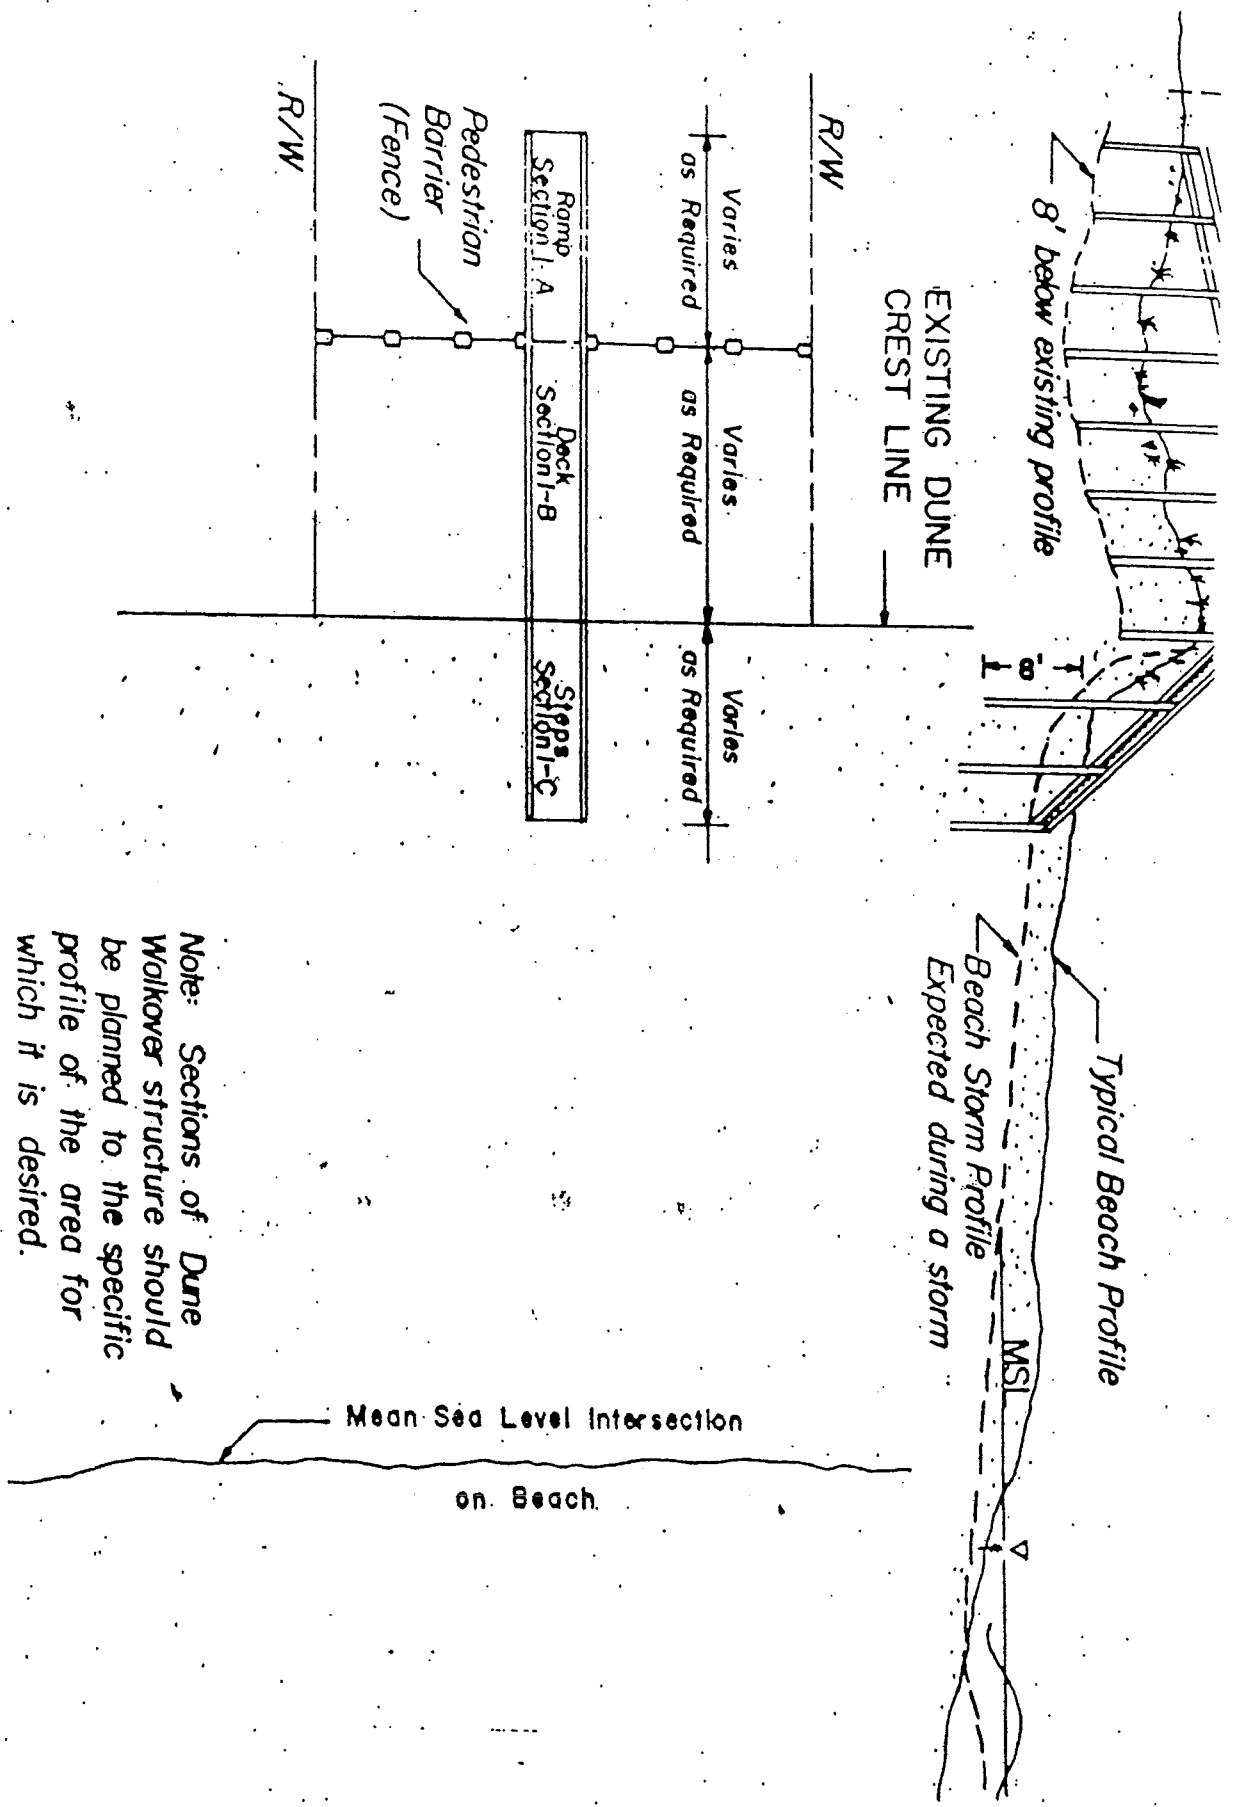 8' below existing profile
8'
Typical Beach Profile
Beach Storm Profile
Expected during a storm
MSL
EXISTING DUNE
CREST LINE
R/W
Varies
as Required
Varies
as Required
Varies
as Required
Ramp
Section 1-A
Deck
Section 1-B
Steps
Section 1-C
Pedestrian
Barrier
(Fence)
R/W
Mean Sea Level Intersection
on Beach
Note: Sections of Dune
Walkover structure should
be planned to the specific
profile of the area for
which it is desired.